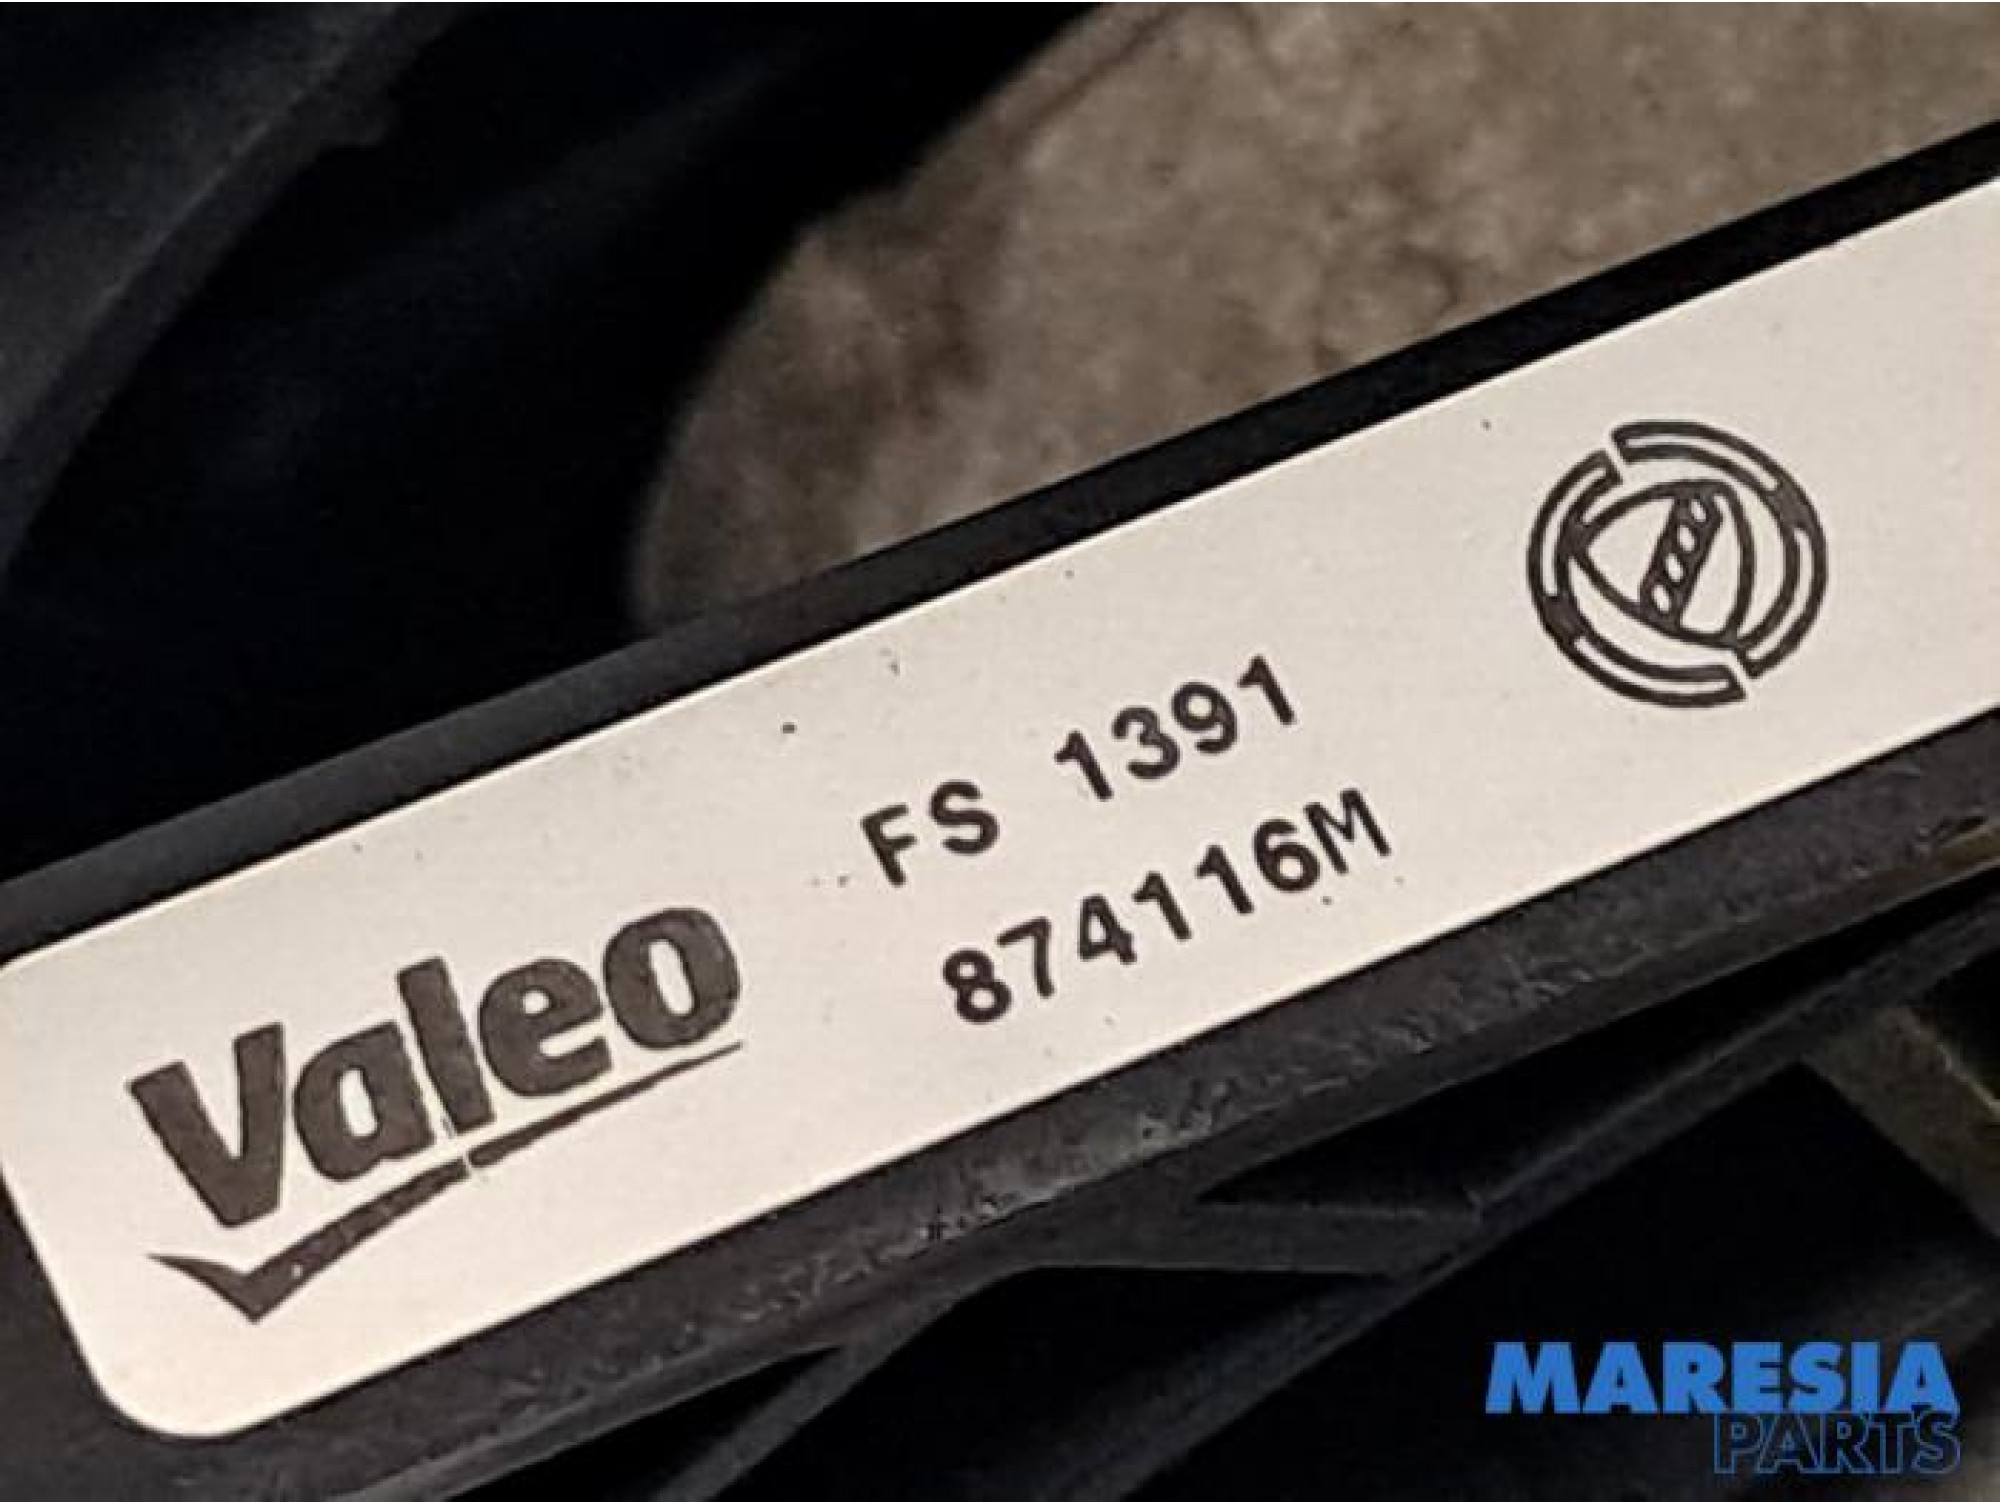 Valeo
FS 1391
874116M
MARESIA
PARTS